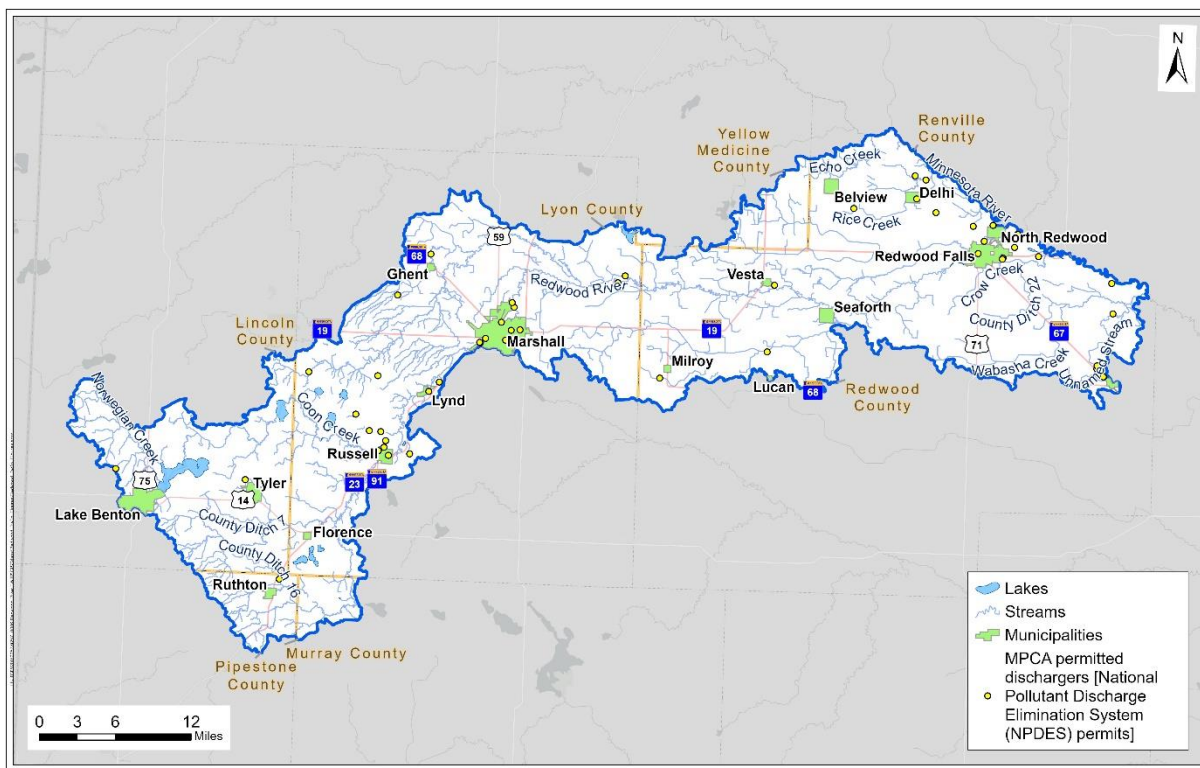 N
Renville
County
Yellow
Medicine
County
Echo Creek
Minnesora River
Belview
Delhi
Rice Creek
Lyon County
59
North Redwood
68
Ghent
Redwood River
Vesta
Redwood Falls
Crow Creek
County Ditch 22
Seaforth
Lincoln
County
19
Marshall
19
67
71
Milroy
Wabasha Creek
Unnamed Stream
Lucan
68
Redwood
County
Lynd
Norwegian Creek
Coon Creek
Russell
75
Tyler
23
91
14
Lake Benton
County Ditch 7
Florence
County Ditch 16
Ruthton
Murray County
Pipestone
County
Lakes
Streams
Municipalities
MPCA permitted
dischargers [National
Pollutant Discharge
Elimination System
(NPDES) permits]
0 3 6 12
Miles